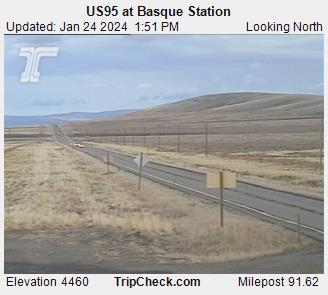 US95 at Basque Station
Updated: Jan 24 2024 1:51 PM Looking North
Elevation 4460 TripCheck.com Milepost 91.62